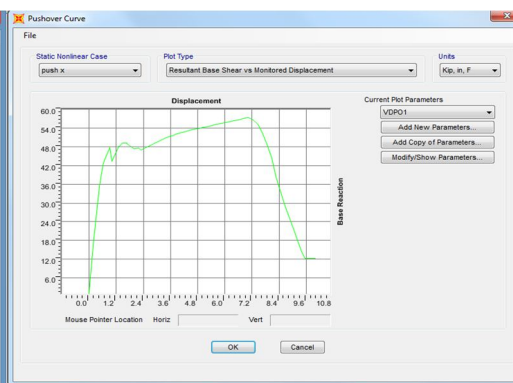 Pushover Curve
File
Static Nonlinear Case
Plot Type
Units
push x
Resultant Base Shear vs Monitored Displacement
Kip, in, F
Displacement
Current Plot Parameters
VDPO1
Add New Parameters...
Add Copy of Parameters...
Modify/Show Parameters...
60.0
54.0
48.0
42.0
36.0
30.0
24.0
18.0
12.0
6.0
Base Reaction
0.0 1.2 2.4 3.6 4.8 6.0 7.2 8.4 9.6 10.8
Mouse Pointer Location Horiz Vert
OK Cancel